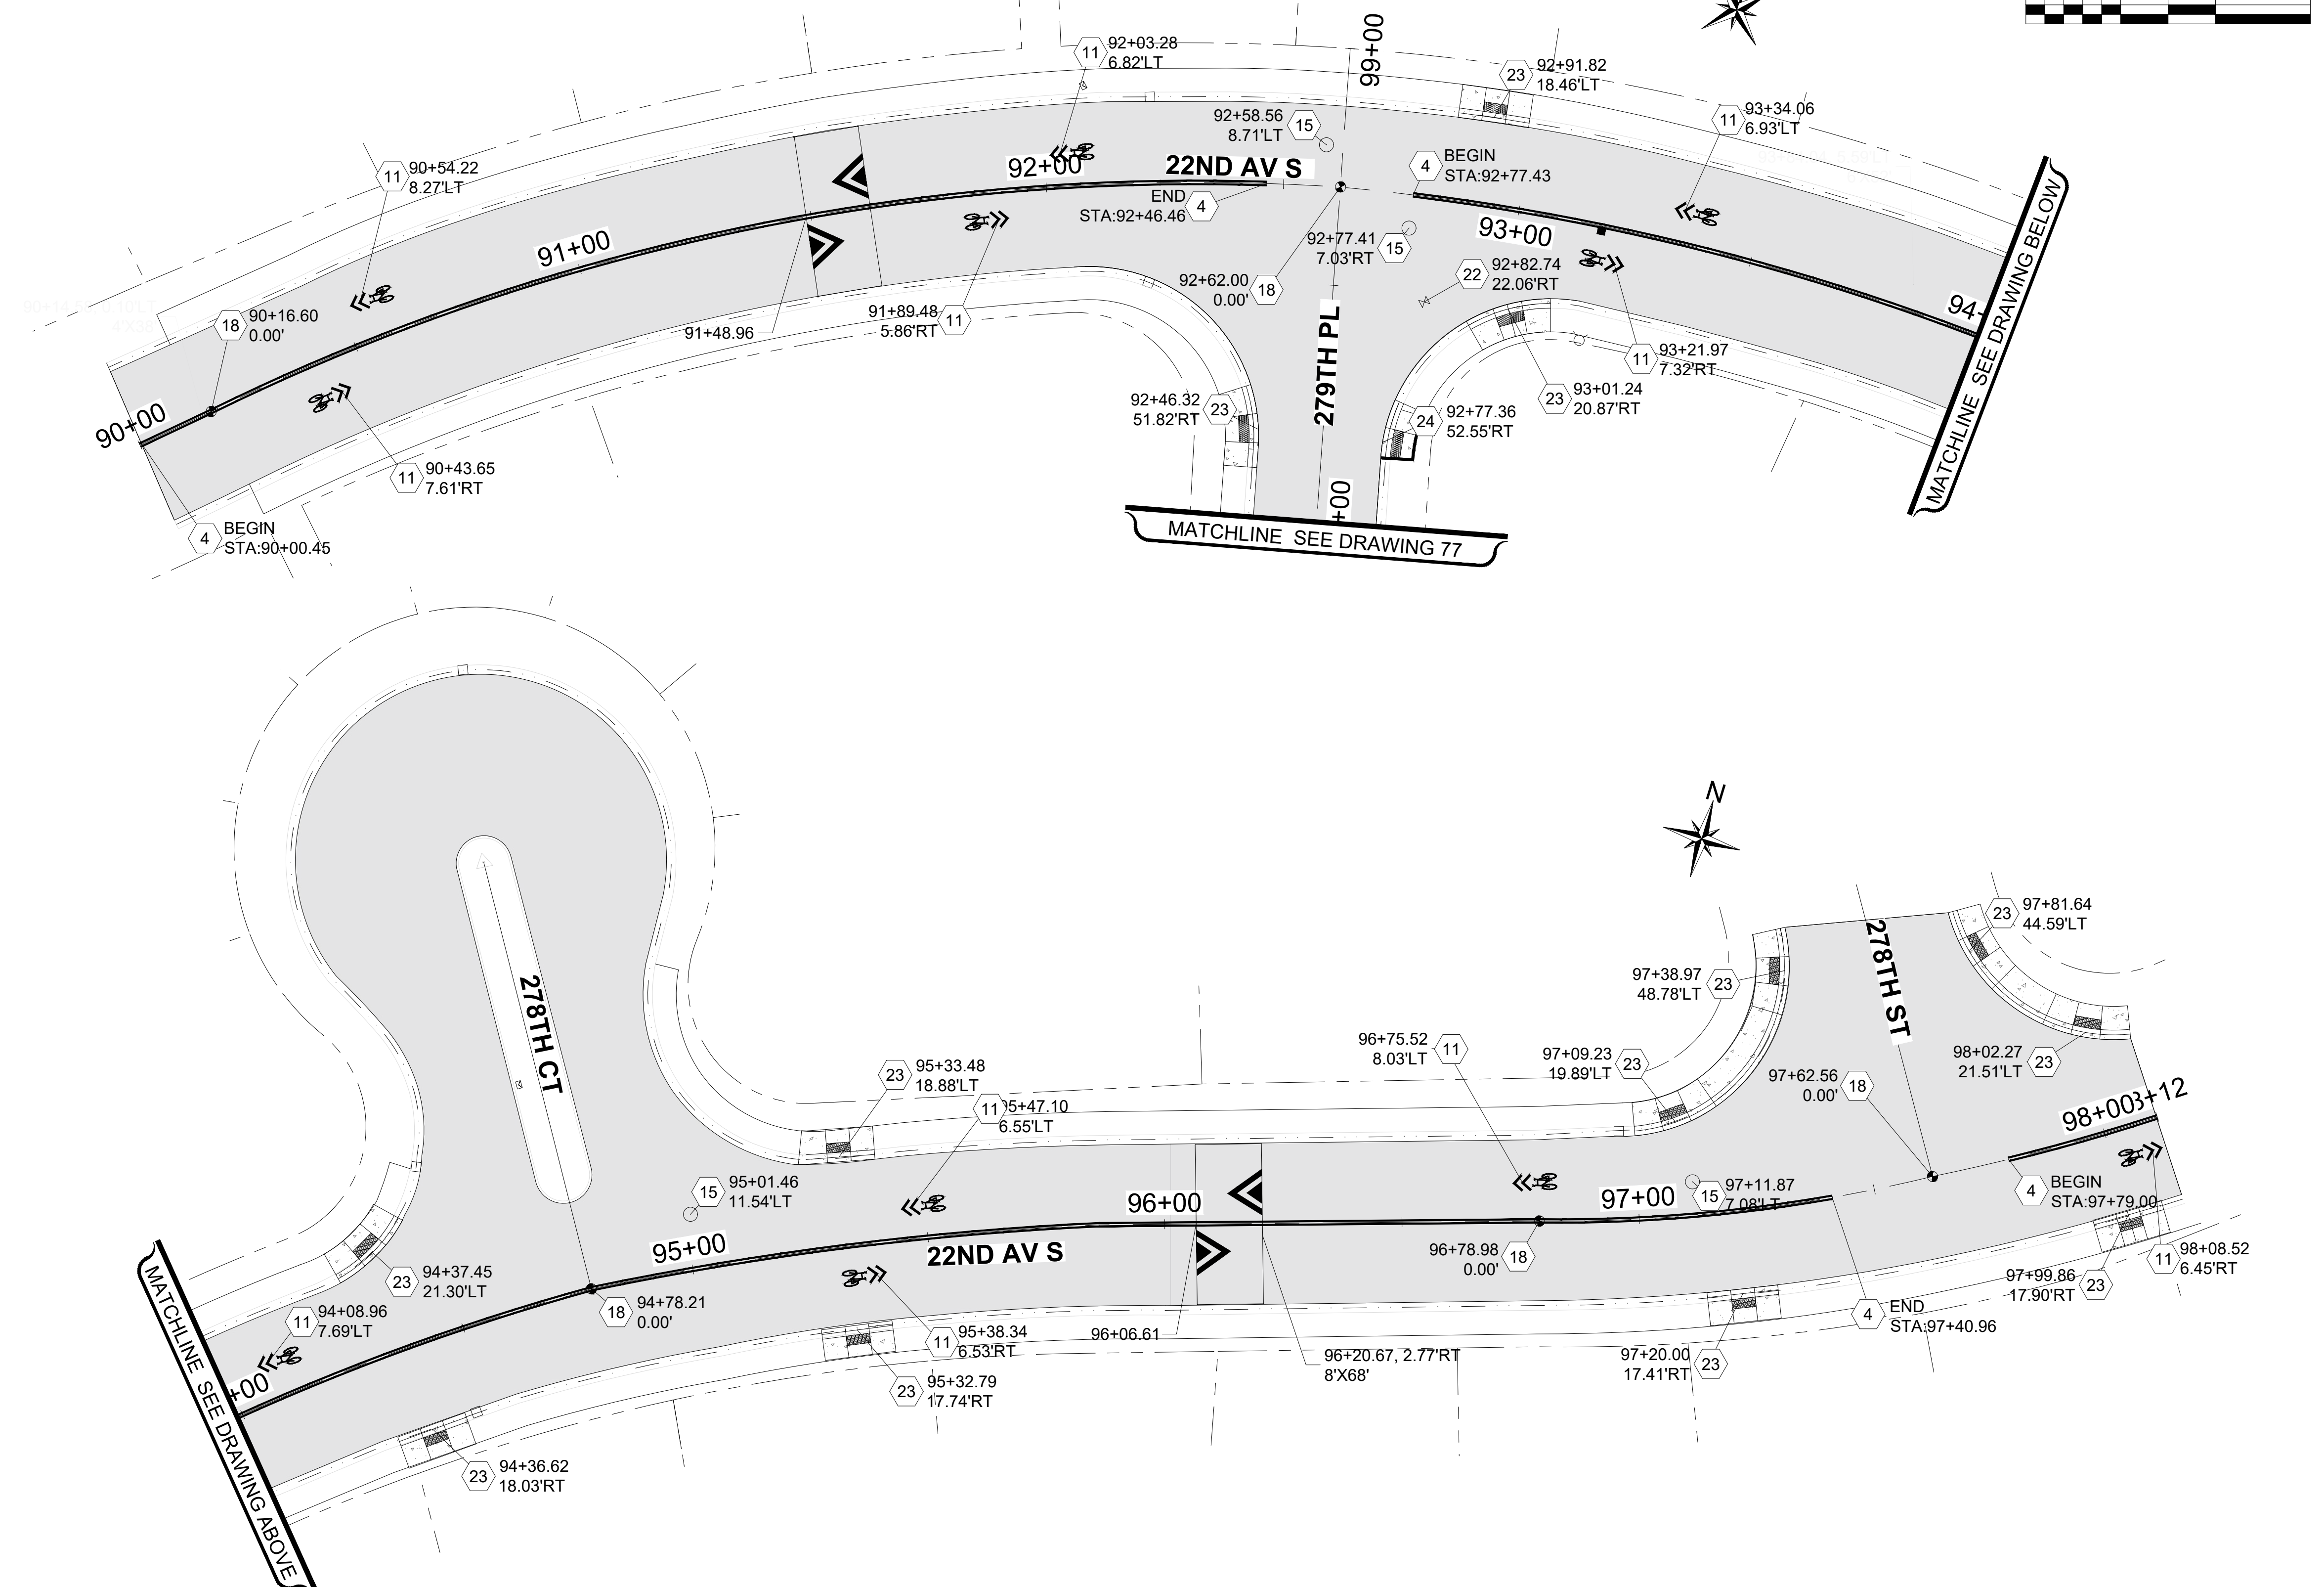 99+00
11
92+03.28
6.82'LT
23
92+91.82
18.46'LT
11
93+34.06
6.93'LT
92+58.56
8.71'LT
15
11
90+54.22
8.27'LT
92+00
22ND AV S
4
BEGIN
STA:92+77.43
END
STA:92+46.46
4
91+00
93+00
92+77.41
7.03'RT
15
22
92+82.74
22.06'RT
92+62.00
0.00'
18
94+
MATCHLINE SEE DRAWING BELOW
18
90+16.60
0.00'
91+48.96
91+89.48
5.86'RT
11
279TH PL
11
93+21.97
7.32'RT
23
93+01.24
20.87'RT
92+46.32
51.82'RT
23
24
92+77.36
52.55'RT
90+00
11
90+43.65
7.61'RT
+00
4
BEGIN
STA:90+00.45
MATCHLINE SEE DRAWING 77
N
278TH CT
278TH ST
23
97+81.64
44.59'LT
97+38.97
48.78'LT
23
23
95+33.48
18.88'LT
11
95+47.10
6.55'LT
96+75.52
8.03'LT
11
97+09.23
19.89'LT
23
98+02.27
21.51'LT
23
97+62.56
0.00'
18
98+00
3+12
15
95+01.46
11.54'LT
96+00
97+00
15
97+11.87
7.08'LT
4
BEGIN
STA:97+79.00
95+00
22ND AV S
96+78.98
0.00'
18
23
94+37.45
21.30'LT
18
94+78.21
0.00'
11
94+08.96
7.69'LT
11
95+38.34
6.53'RT
96+06.61
96+20.67, 2.77'RT
8'X68'
23
95+32.79
17.74'RT
97+20.00
17.41'RT
23
4
END
STA:97+40.96
97+99.86
17.90'RT
23
11
98+08.52
6.45'RT
+00
23
94+36.62
18.03'RT
MATCHLINE SEE DRAWING ABOVE